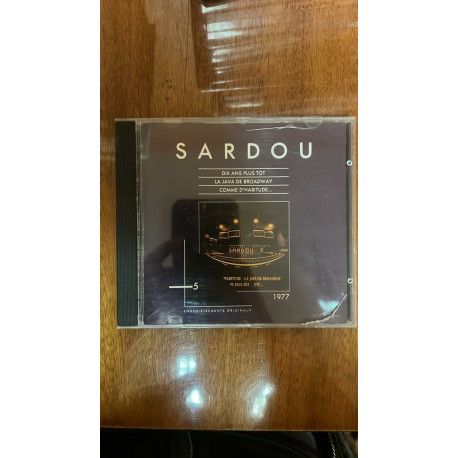 SARDOU
DIX ANS PLUS TOT
LA JAVA DE BROADWAY
COMME D'HABITUDE...
SARDOU
5
1977
ENREGISTREMENTS ORIGINAUX